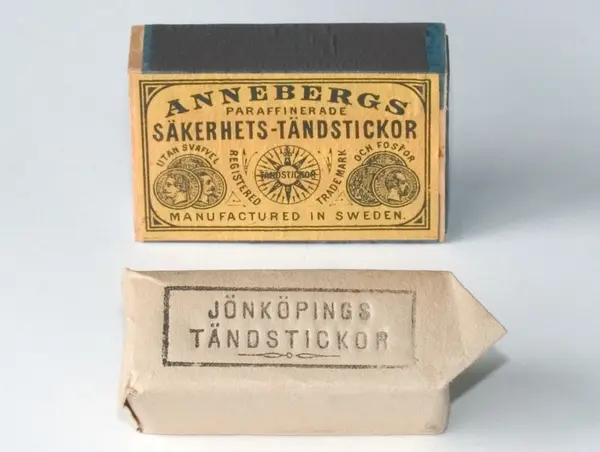 ANNEBERGS
PARAFFINERADE
SÄKERHETS-TÄNDSTICKOR
UTAN SVAFVEL
OCH FOSFOR
REGISTERED
TRADE MARK
TÄNDSTICKOR
MANUFACTURED IN SWEDEN.
JÖNKÖPINGS
TÄNDSTICKOR